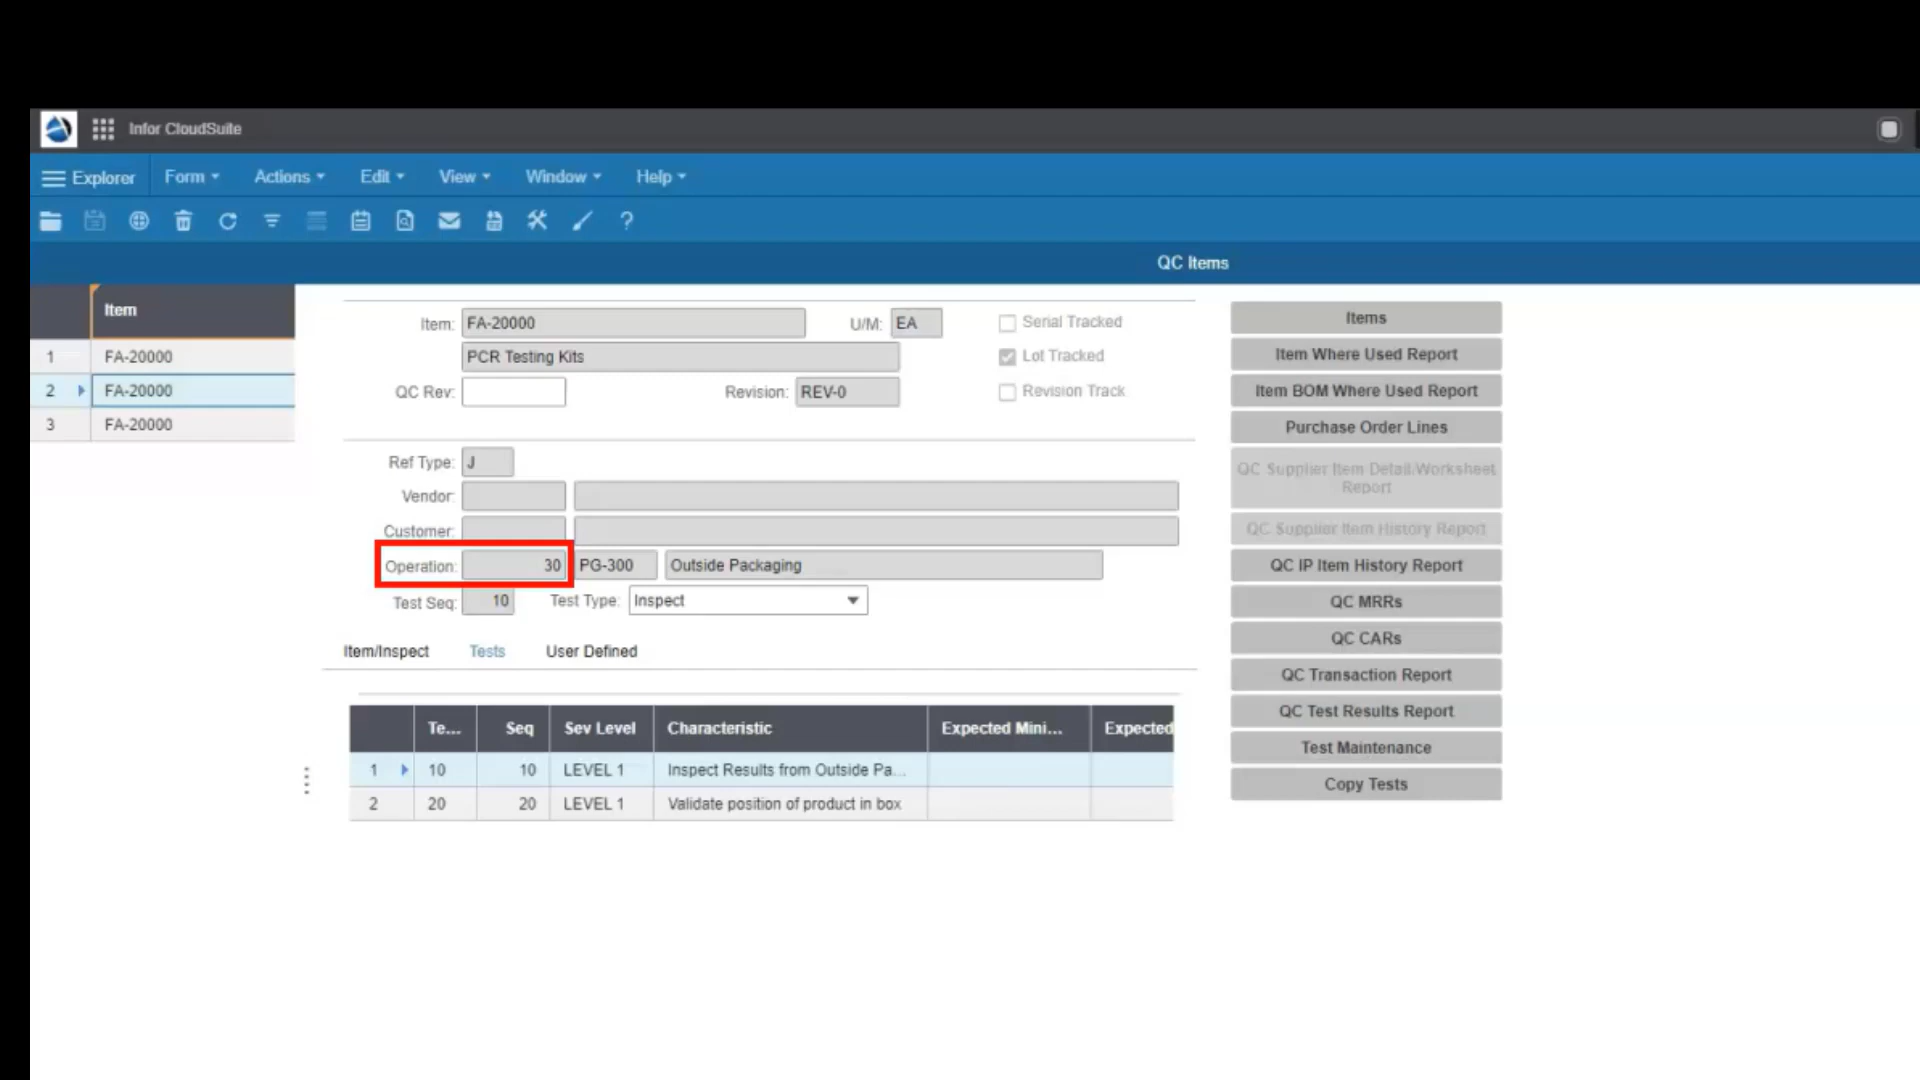 Infor CloudSuite
Explorer Form Actions Edit View Window Help
?
QC Items
Item
1 FA-20000
2 FA-20000
3 FA-20000
Item: FA-20000 U/M: EA Serial Tracked
PCR Testing Kits Lot Tracked
QC Rev: Revision: REV-0 Revision Track
Ref Type: J
Vendor:
Customer:
Operation: 30 PG-300 Outside Packaging
Test Seq: 10 Test Type: Inspect
Item/Inspect Tests User Defined
Te... Seq Sev Level Characteristic Expected Mini... Expected
1 10 10 LEVEL 1 Inspect Results from Outside Pa...
2 20 20 LEVEL 1 Validate position of product in box
Items
Item Where Used Report
Item BOM Where Used Report
Purchase Order Lines
QC Supplier Item Detail/Worksheet
Report
QC Supplier Item History Report
QC IP Item History Report
QC MRRs
QC CARs
QC Transaction Report
QC Test Results Report
Test Maintenance
Copy Tests